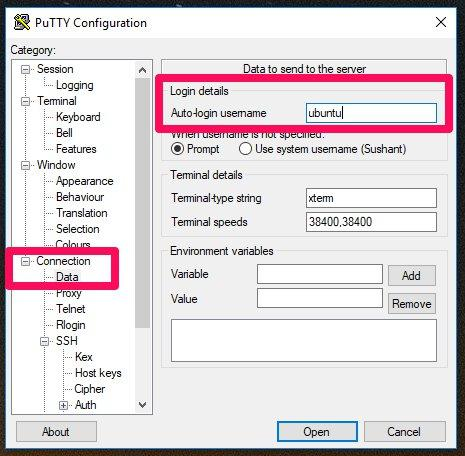 PuTTY Configuration
Category:
Session
Logging
Terminal
Keyboard
Bell
Features
Window
Appearance
Behaviour
Translation
Selection
Colours
Connection
Data
Proxy
Telnet
Rlogin
SSH
Kex
Host keys
Cipher
Auth
Data to send to the server
Login details
Auto-login username ubuntu
When username is not specified:
Prompt Use system username (Sushant)
Terminal details
Terminal-type string xterm
Terminal speeds 38400,38400
Environment variables
Variable Add
Value Remove
About Open Cancel